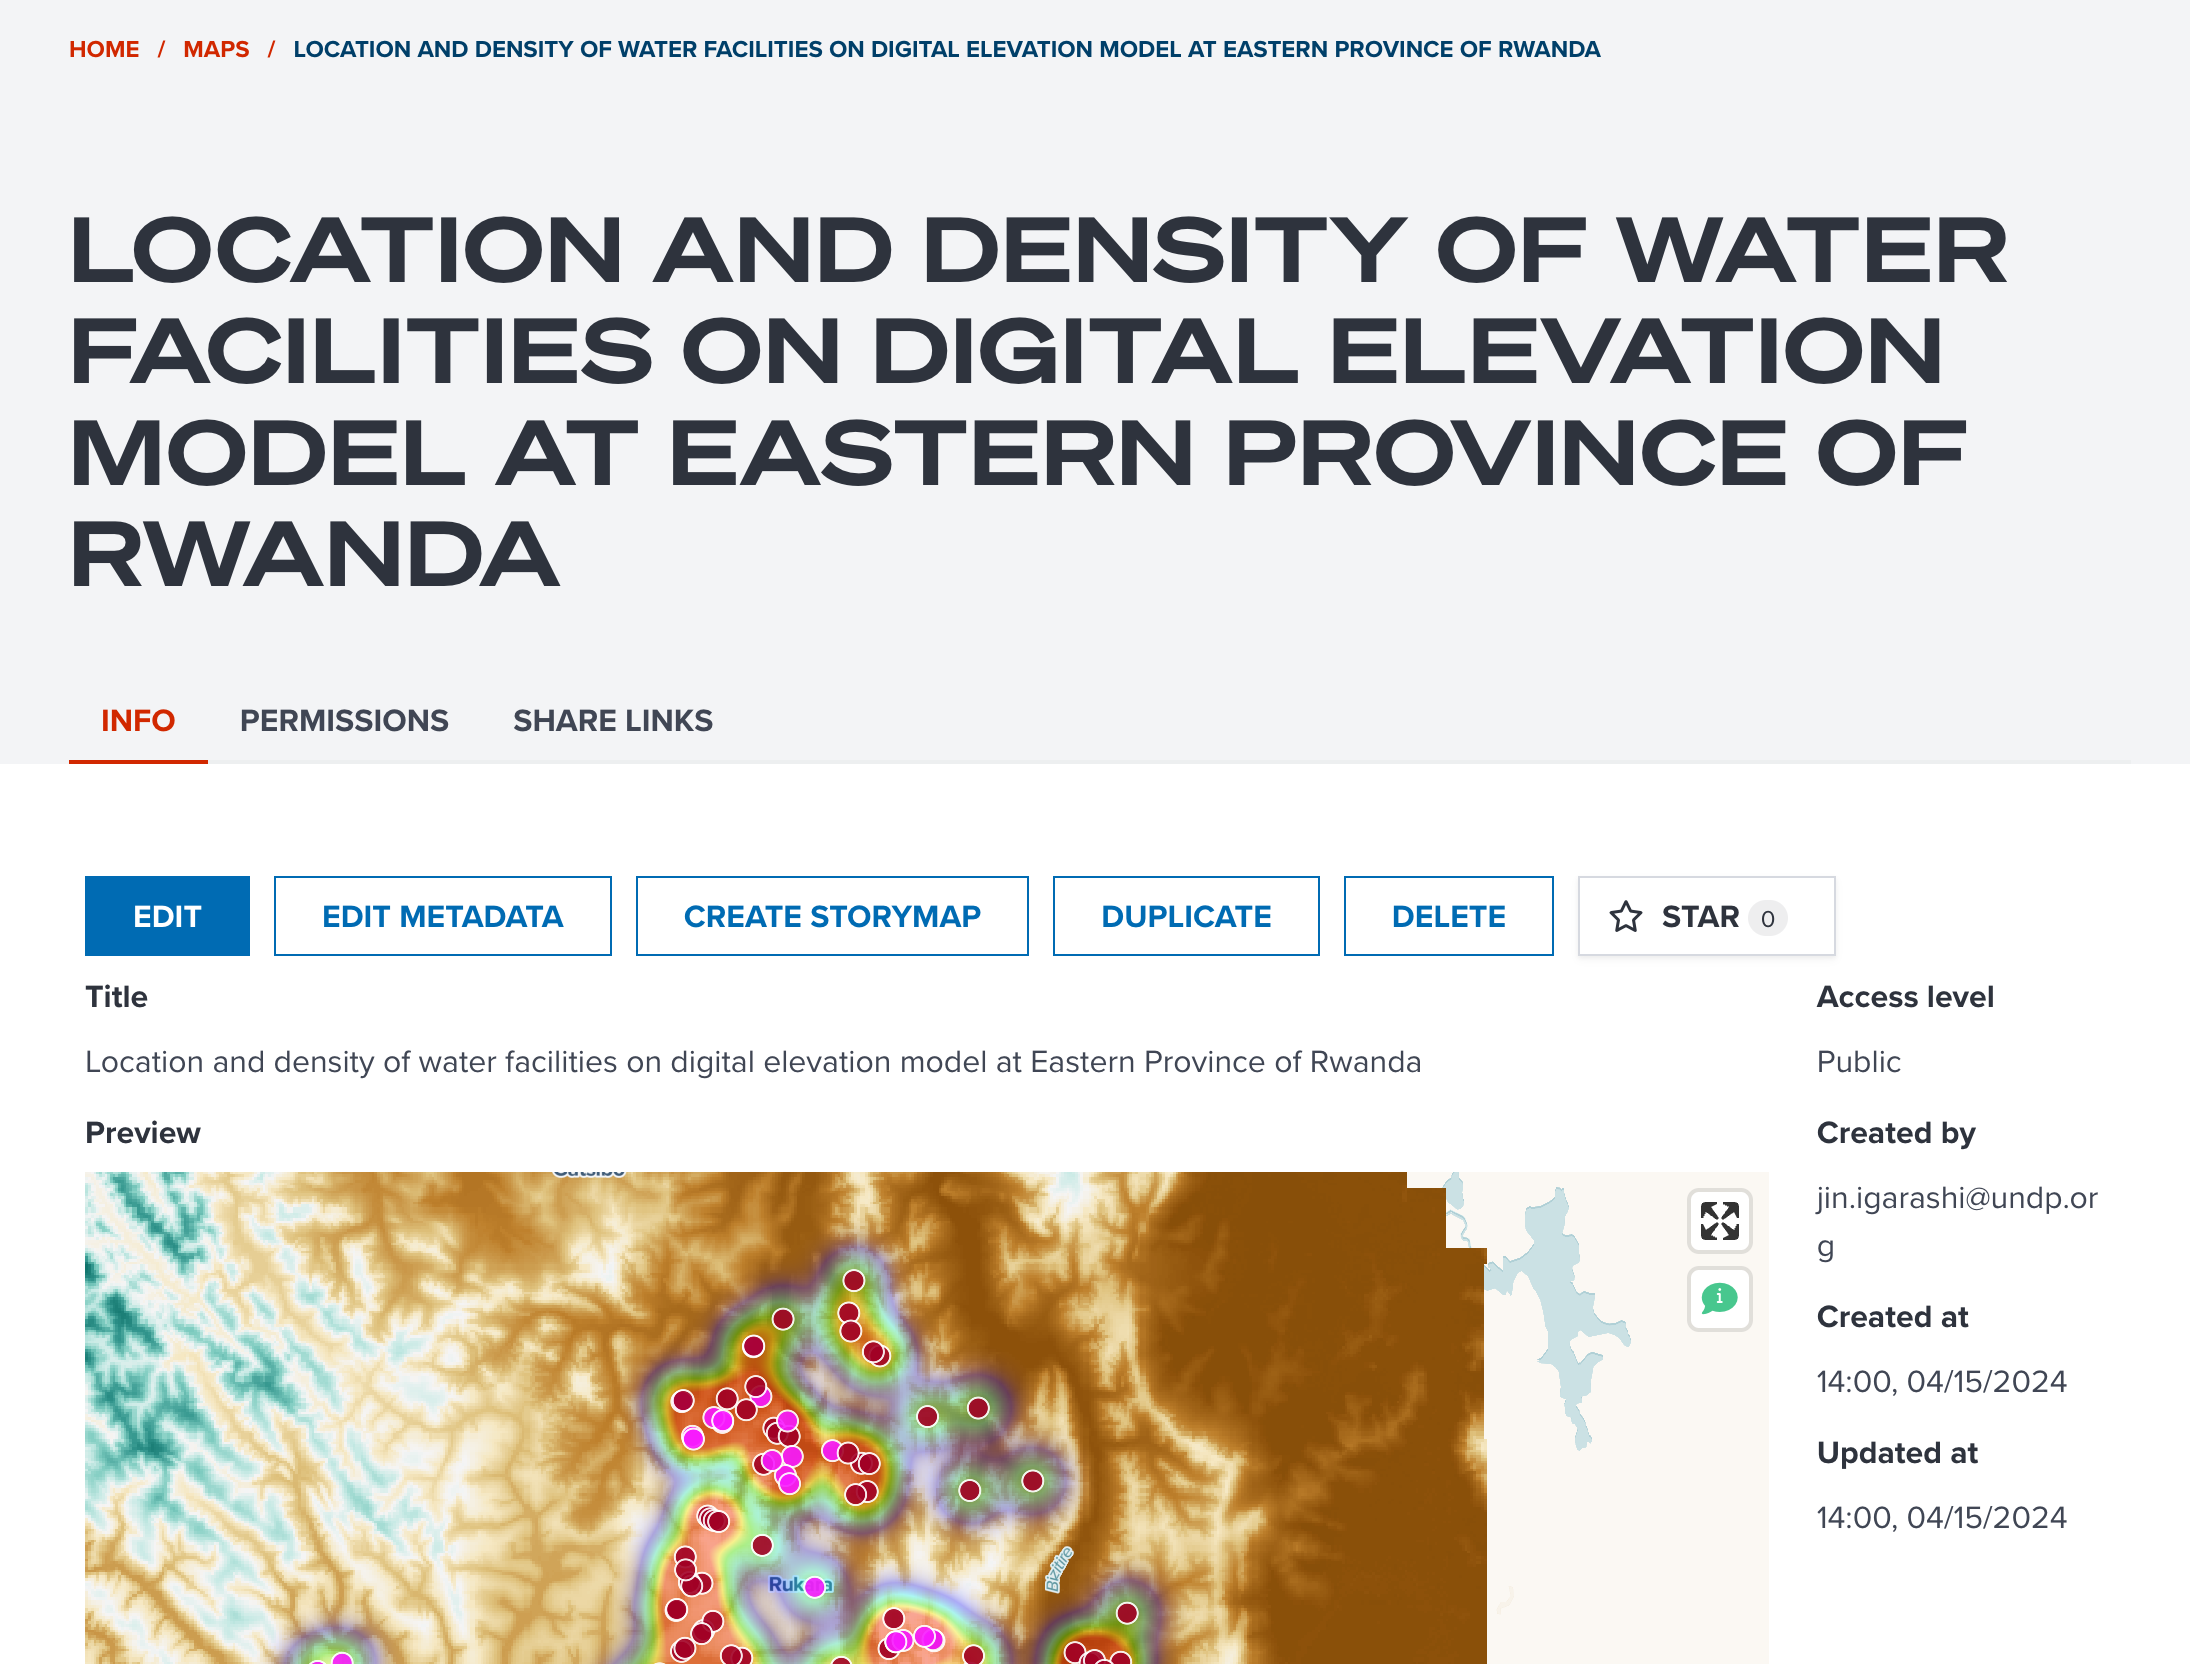 HOME / MAPS / LOCATION AND DENSITY OF WATER FACILITIES ON DIGITAL ELEVATION MODEL AT EASTERN PROVINCE OF RWANDA
LOCATION AND DENSITY OF WATER
FACILITIES ON DIGITAL ELEVATION
MODEL AT EASTERN PROVINCE OF
RWANDA
INFO PERMISSIONS SHARE LINKS
EDIT EDIT METADATA CREATE STORYMAP DUPLICATE DELETE STAR 0
Title
Location and density of water facilities on digital elevation model at Eastern Province of Rwanda
Preview
Bizitire
Access level
Public
Created by
jin.igarashi@undp.or
g
Created at
14:00, 04/15/2024
Updated at
14:00, 04/15/2024